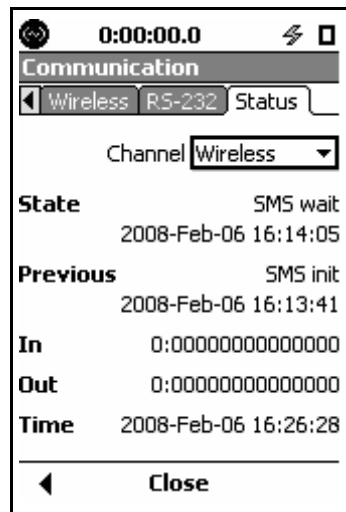 0:00:00.0
Communication
Wireless RS-232 Status
Channel Wireless
State SMS wait
2008-Feb-06 16:14:05
Previous SMS init
2008-Feb-06 16:13:41
In 0:00000000000000
Out 0:00000000000000
Time 2008-Feb-06 16:26:28
Close